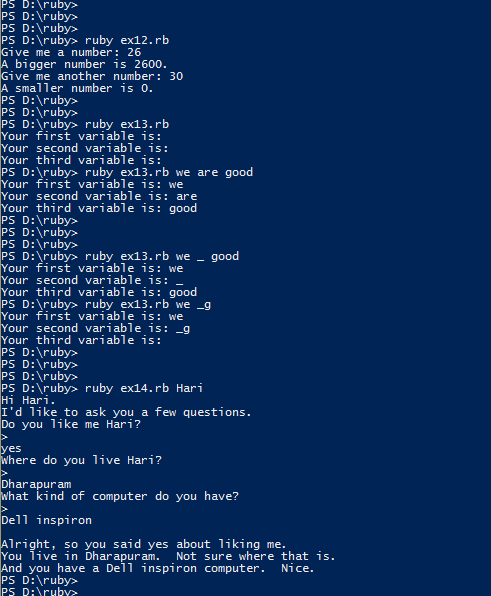 PS D:\ruby>
PS D:\ruby>
PS D:\ruby>
PS D:\ruby> ruby ex12.rb
Give me a number: 26
A bigger number is 2600.
Give me another number: 30
A smaller number is 0.
PS D:\ruby>
PS D:\ruby>
PS D:\ruby> ruby ex13.rb
Your first variable is:
Your second variable is:
Your third variable is:
PS D:\ruby> ruby ex13.rb we are good
Your first variable is: we
Your second variable is: are
Your third variable is: good
PS D:\ruby>
PS D:\ruby>
PS D:\ruby>
PS D:\ruby> ruby ex13.rb we _ good
Your first variable is: we
Your second variable is: _
Your third variable is: good
PS D:\ruby> ruby ex13.rb we _g
Your first variable is: we
Your second variable is: _g
Your third variable is:
PS D:\ruby>
PS D:\ruby>
PS D:\ruby>
PS D:\ruby> ruby ex14.rb Hari
Hi Hari.
I'd like to ask you a few questions.
Do you like me Hari?
>
yes
Where do you live Hari?
>
Dharapuram
What kind of computer do you have?
>
Dell inspiron

Alright, so you said yes about liking me.
You live in Dharapuram.  Not sure where that is.
And you have a Dell inspiron computer.  Nice.
PS D:\ruby>
PS D:\ruby>